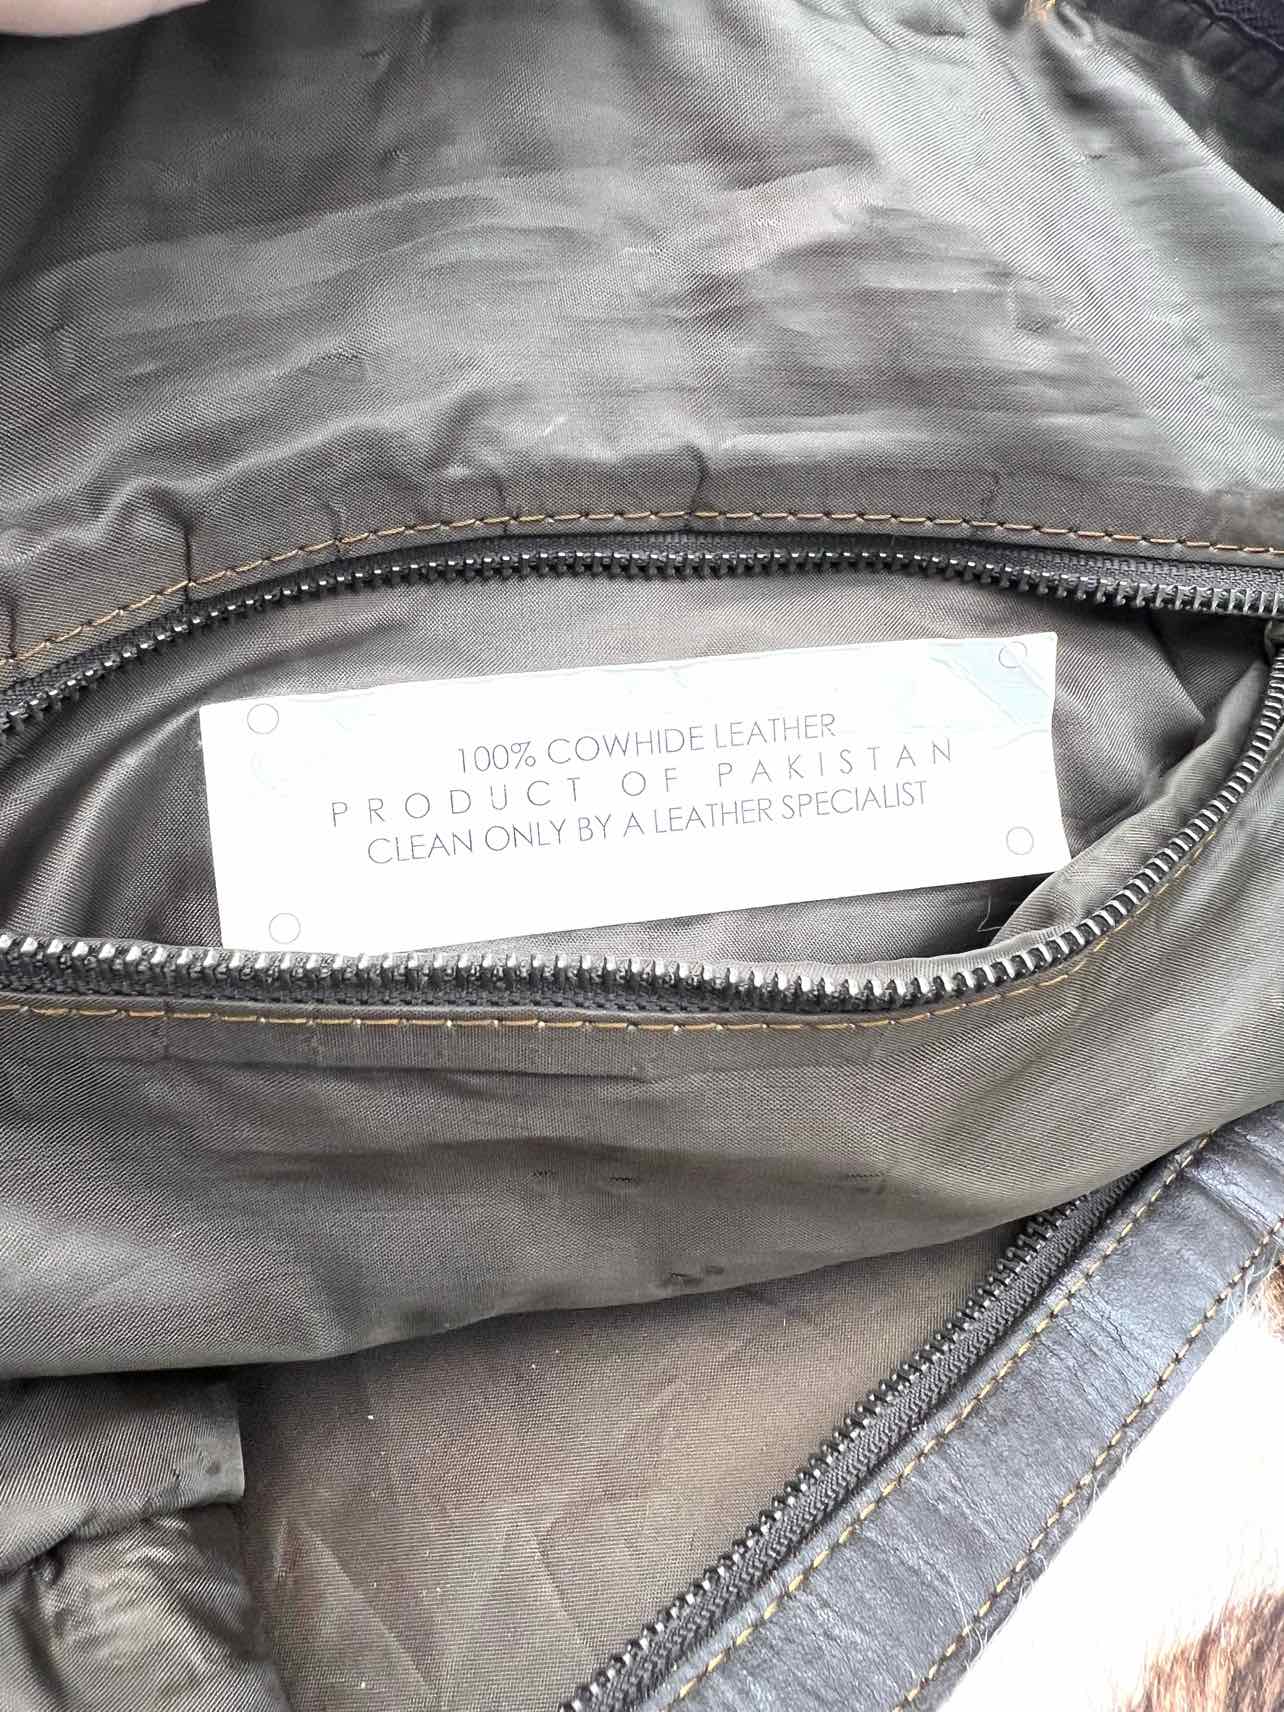 100% COWHIDE LEATHER
PRODUCT OF PAKISTAN
CLEAN ONLY BY A LEATHER SPECIALIST